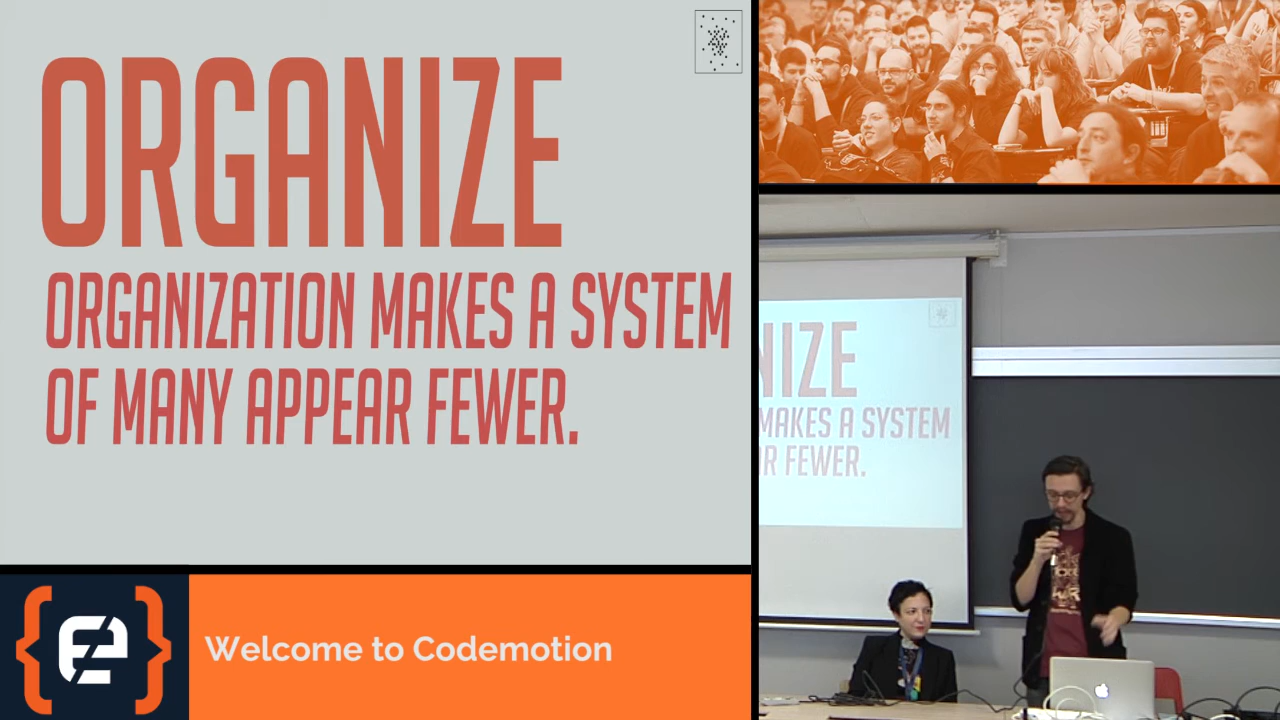 ORGANIZE
ORGANIZATION MAKES A SYSTEM
OF MANY APPEAR FEWER.
Welcome to Codemotion
NIZE
MAKES A SYSTEM
R FEWER.